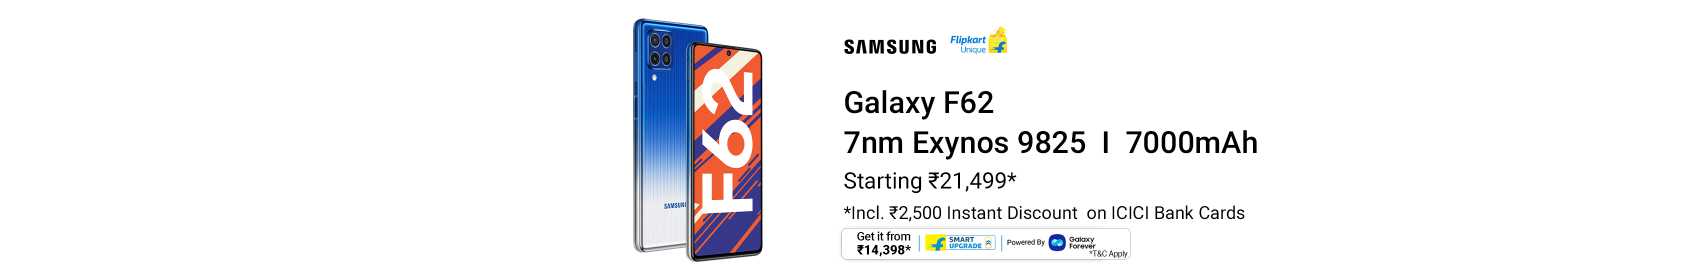 SAMSUNG
Flipkart
Unique
Galaxy F62
7nm Exynos 9825 I 7000mAh
Starting ₹21,499*
*Incl. ₹2,500 Instant Discount on ICICI Bank Cards
Get it from
₹14,398*
SMART
UPGRADE
Powered By
Galaxy
Forever
*T&C Apply
F62
SAMSUNG